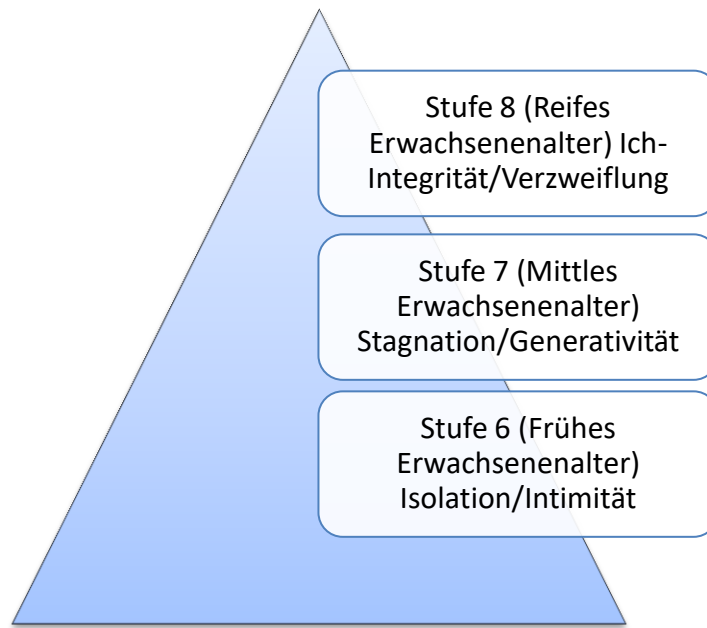 Stufe 8 (Reifes
Erwachsenenalter) Ich-
Integrität/Verzweiflung
Stufe 7 (Mittles
Erwachsenenalter)
Stagnation/Generativität
Stufe 6 (Frühes
Erwachsenenalter)
Isolation/Intimität